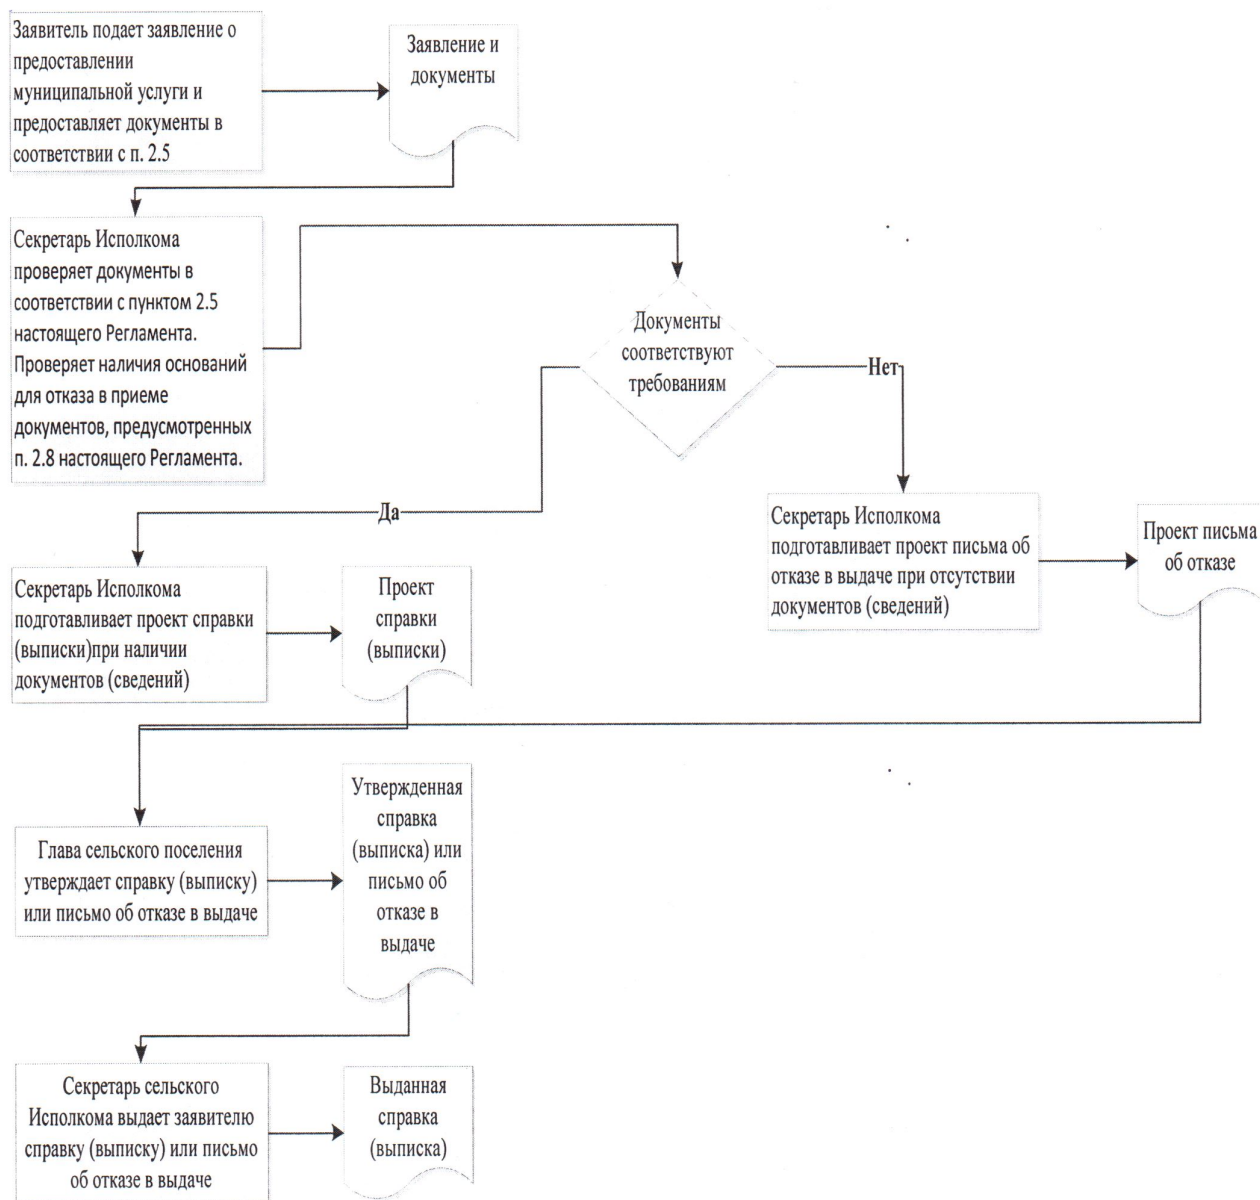 Заявитель подает заявление о
предоставлении
муниципальной услуги и
предоставляет документы в
соответствии с п. 2.5
Заявление и
документы
Секретарь Исполкома
проверяет документы в
соответствии с пунктом 2.5
настоящего Регламента.
Проверяет наличия оснований
для отказа в приеме
документов, предусмотренных
п. 2.8 настоящего Регламента.
Документы
соответствуют
требованиям
Нет
Да
Секретарь Исполкома
подготавливает проект письма об
отказе в выдаче при отсутствии
документов (сведений)
Проект письма
об отказе
Секретарь Исполкома
подготавливает проект справки
(выписки)при наличии
документов (сведений)
Проект
справки
(выписки)
Глава сельского поселения
утверждает справку (выписку)
или письмо об отказе в выдаче
Утвержденная
справка
(выписка) или
письмо об
отказе в
выдаче
Секретарь сельского
Исполкома выдает заявителю
справку (выписку) или письмо
об отказе в выдаче
Выданная
справка
(выписка)